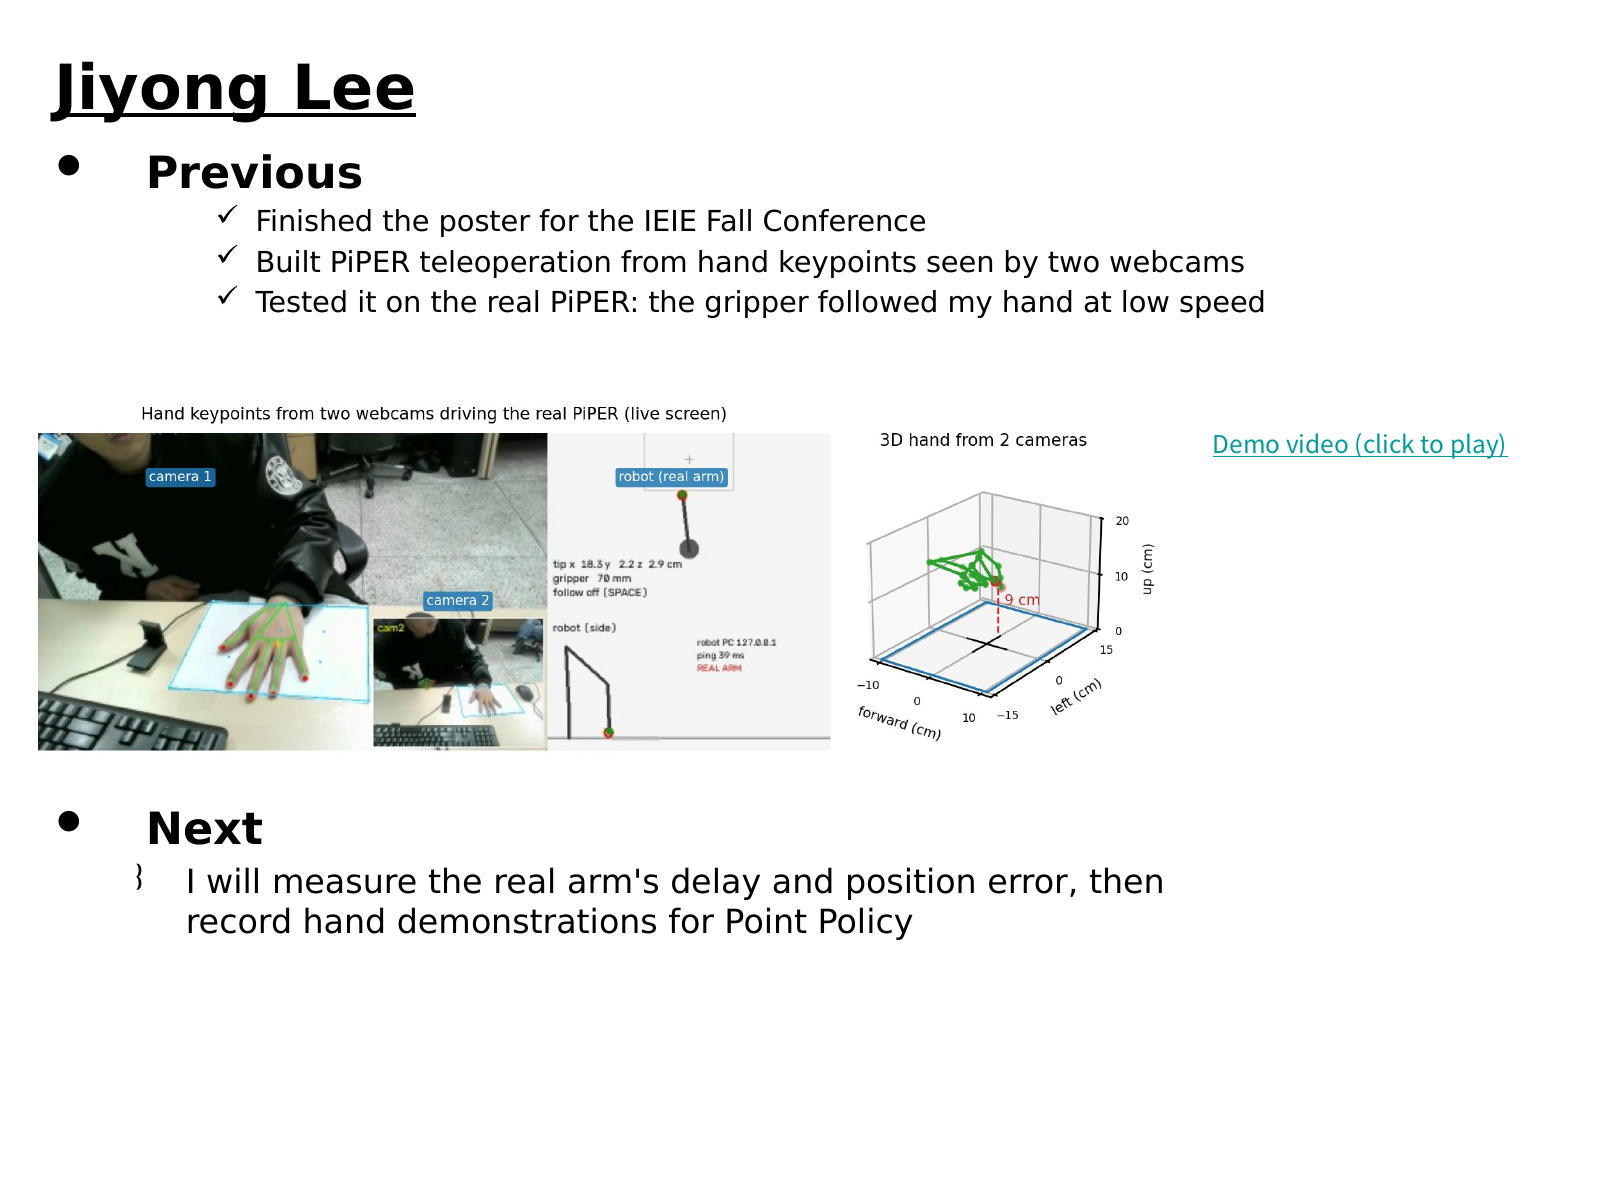 Jiyong Lee
• Previous
✓ Finished the poster for the IEIE Fall Conference
✓ Built PiPER teleoperation from hand keypoints seen by two webcams
✓ Tested it on the real PiPER: the gripper followed my hand at low speed
Hand keypoints from two webcams driving the real PiPER (live screen)
camera 1
camera 2
cam2
robot (real arm)
tip x 18.3 y 2.2 z 2.9 cm
gripper 70 mm
follow off (SPACE)
robot (side)
robot PC 127.0.0.1
ping 39 ms
REAL ARM
3D hand from 2 cameras
9 cm
20
10
0
up (cm)
15
0
−15
left (cm)
−10
0
10
forward (cm)
Demo video (click to play)
• Next
I will measure the real arm's delay and position error, then
record hand demonstrations for Point Policy